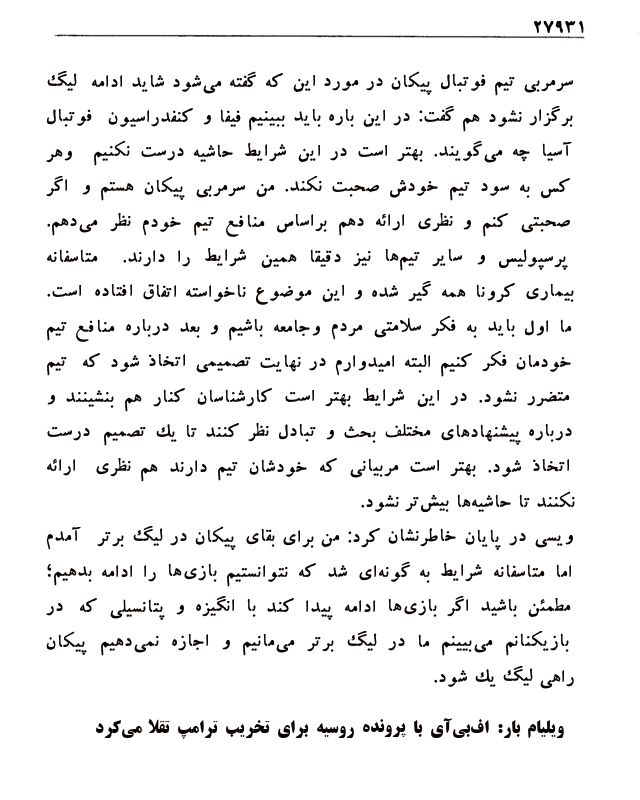 ۲۷۹۳۱
سرمربی تیم فوتبال پیکان در مورد این که گفته می‌شود شاید ادامه لیگ
برگزار نشود هم گفت: در این باره باید ببینیم فیفا و کنفدراسیون فوتبال
آسیا چه می‌گویند. بهتر است در این شرایط حاشیه درست نکنیم وهر
کس به سود تیم خودش صحبت نکند. من سرمربی پیکان هستم و اگر
صحبتی کنم و نظری ارائه دهم براساس منافع تیم خودم نظر می‌دهم.
پرسپولیس و سایر تیم‌ها نیز دقیقا همین شرایط را دارند. متاسفانه
بیماری کرونا همه گیر شده و این موضوع ناخواسته اتفاق افتاده است.
ما اول باید به فکر سلامتی مردم وجامعه باشیم و بعد درباره منافع تیم
خودمان فکر کنیم البته امیدوارم در نهایت تصمیمی اتخاذ شود که تیم
متضرر نشود. در این شرایط بهتر است کارشناسان کنار هم بنشینند و
درباره پیشنهادهای مختلف بحث و تبادل نظر کنند تا یك تصمیم درست
اتخاذ شود. بهتر است مربیانی که خودشان تیم دارند هم نظری ارائه
نکنند تا حاشیه‌ها بیش‌تر نشود.
ویسی در پایان خاطرنشان کرد: من برای بقای پیکان در لیگ برتر آمدم
اما متاسفانه شرایط به گونه‌ای شد که نتوانستیم بازی‌ها را ادامه بدهیم؛
مطمئن باشید اگر بازی‌ها ادامه پیدا کند با انگیزه و پتانسیلی که در
بازیکنانم می‌بیینم ما در لیگ برتر می‌مانیم و اجازه نمی‌دهیم پیکان
راهی لیگ یك شود.
ویلیام بار: اف‌بی‌آی با پرونده روسیه برای تخریب ترامپ تقلا می‌کرد